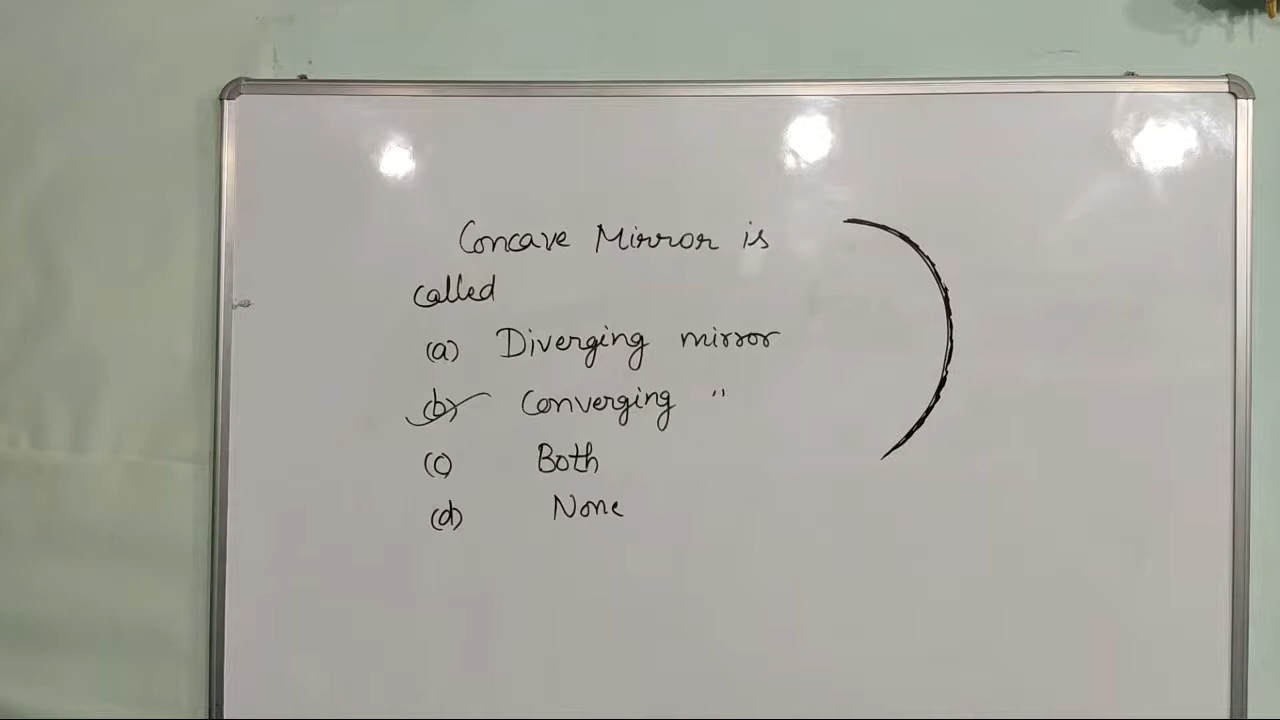 Concave Mirror is
called
(a) Diverging mirror
(b) Converging "
(c) Both
(d) None